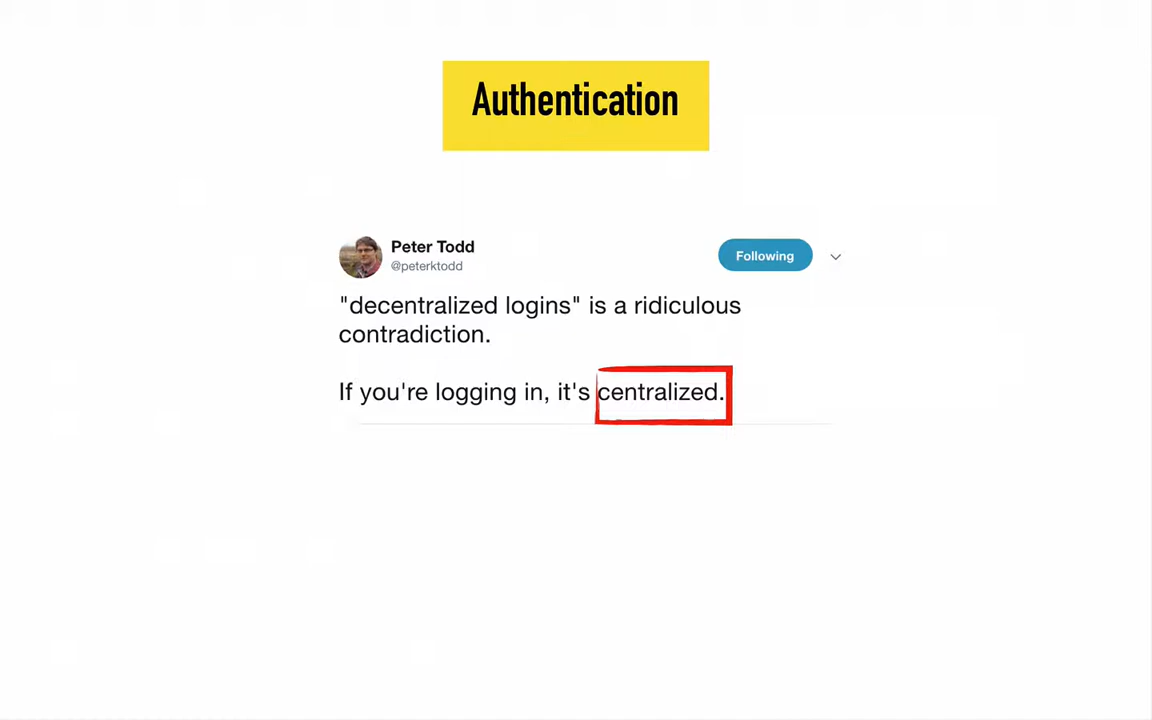 Authentication
Peter Todd
@peterktodd
Following
"decentralized logins" is a ridiculous
contradiction.
If you're logging in, it's centralized.